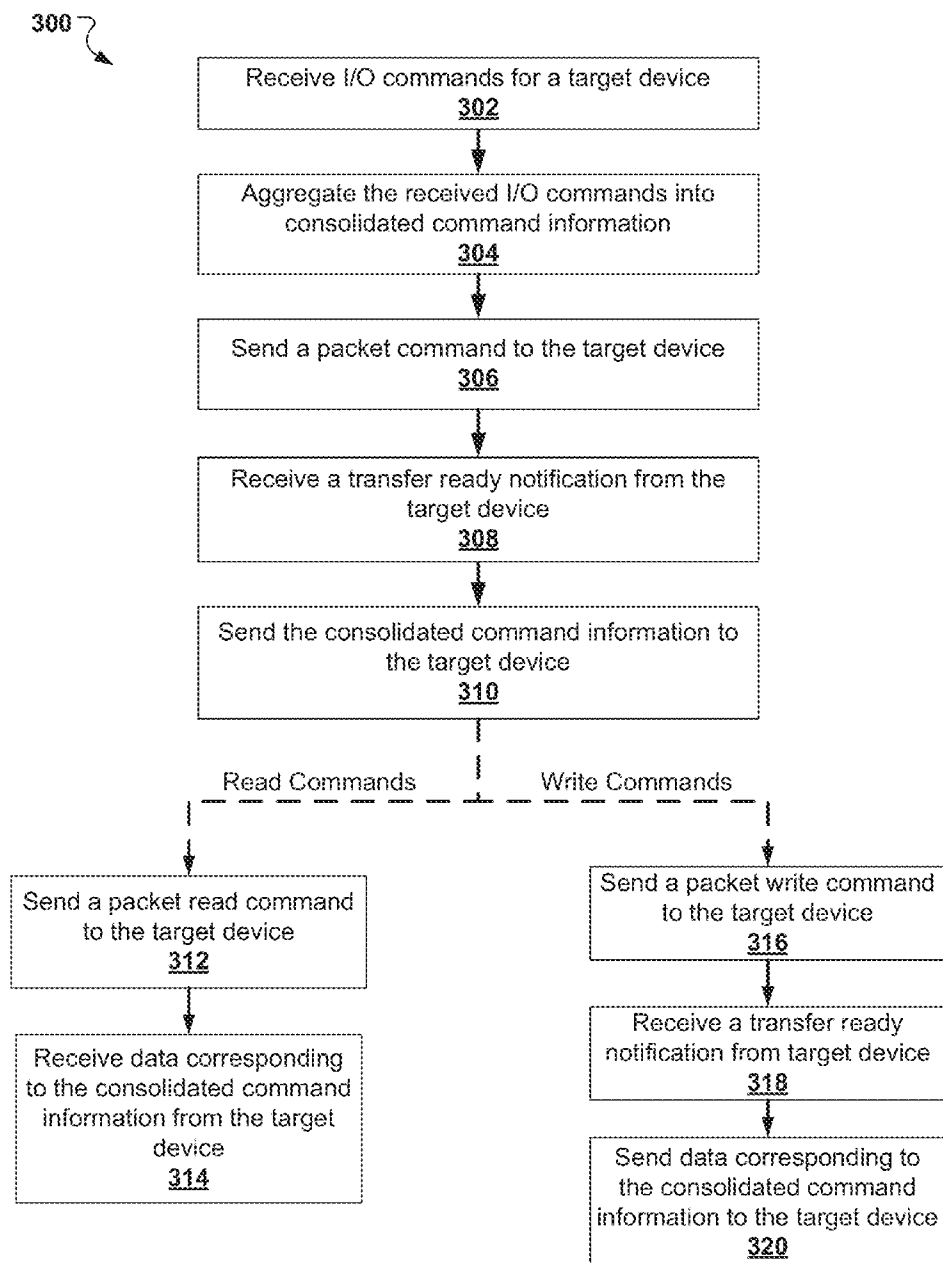 300
Receive I/O commands for a target device
302
Aggregate the received I/O commands into
consolidated command information
304
Send a packet command to the target device
306
Receive a transfer ready notification from the
target device
308
Send the consolidated command information to
the target device
310
Read Commands
Write Commands
Send a packet read command
to the target device
312
Receive data corresponding
to the consolidated command
information from the target
device
314
Send a packet write command
to the target device
316
Receive a transfer ready
notification from target device
318
Send data corresponding to
the consolidated command
information to the target device
320